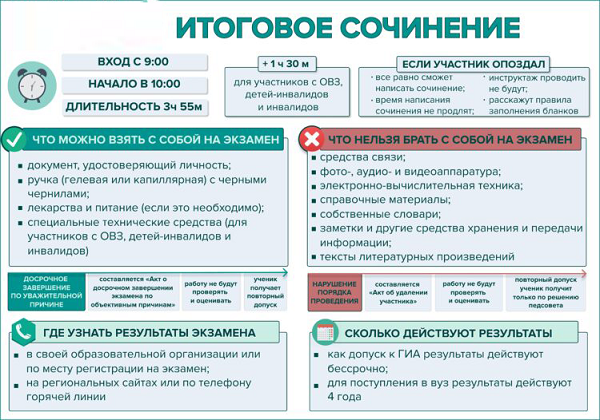 ИТОГОВОЕ СОЧИНЕНИЕ
ВХОД С 9:00
НАЧАЛО В 10:00
ДЛИТЕЛЬНОСТЬ 3ч 55м
+ 1 ч 30 м
для участников с ОВЗ,
детей-инвалидов
и инвалидов
ЕСЛИ УЧАСТНИК ОПОЗДАЛ
· все равно сможет
написать сочинение;
· время написания
сочинения не продлят;
· инструктаж проводить
не будут;
· расскажут правила
заполнения бланков
ЧТО МОЖНО ВЗЯТЬ С СОБОЙ НА ЭКЗАМЕН
▪ документ, удостоверяющий личность;
▪ ручка (гелевая или капиллярная) с черными
чернилами;
▪ лекарства и питание (если это необходимо);
▪ специальные технические средства (для
участников с ОВЗ, детей-инвалидов и
инвалидов)
ЧТО НЕЛЬЗЯ БРАТЬ С СОБОЙ НА ЭКЗАМЕН
▪ средства связи;
▪ фото-, аудио- и видеоаппаратура;
▪ электронно-вычислительная техника;
▪ справочные материалы;
▪ собственные словари;
▪ заметки и другие средства хранения и передачи
информации;
▪ тексты литературных произведений
ДОСРОЧНОЕ
ЗАВЕРШЕНИЕ
ПО УВАЖИТЕЛЬНОЙ
ПРИЧИНЕ
составляется «Акт о
досрочном завершении
экзамена по
объективным причинам»
работу не будут
проверять
и оценивать
ученик
получает
повторный
допуск
НАРУШЕНИЕ
ПОРЯДКА
ПРОВЕДЕНИЯ
составляется
«Акт об удалении
участника»
работу не будут
проверять
и оценивать
повторный допуск
ученик получит
только по решению
педсовета
ГДЕ УЗНАТЬ РЕЗУЛЬТАТЫ ЭКЗАМЕНА
▪ в своей образовательной организации или
по месту регистрации на экзамен;
▪ на региональных сайтах или по телефону
горячей линии
СКОЛЬКО ДЕЙСТВУЮТ РЕЗУЛЬТАТЫ
▪ как допуск к ГИА результаты действуют
бессрочно;
▪ для поступления в вуз результаты действуют
4 года